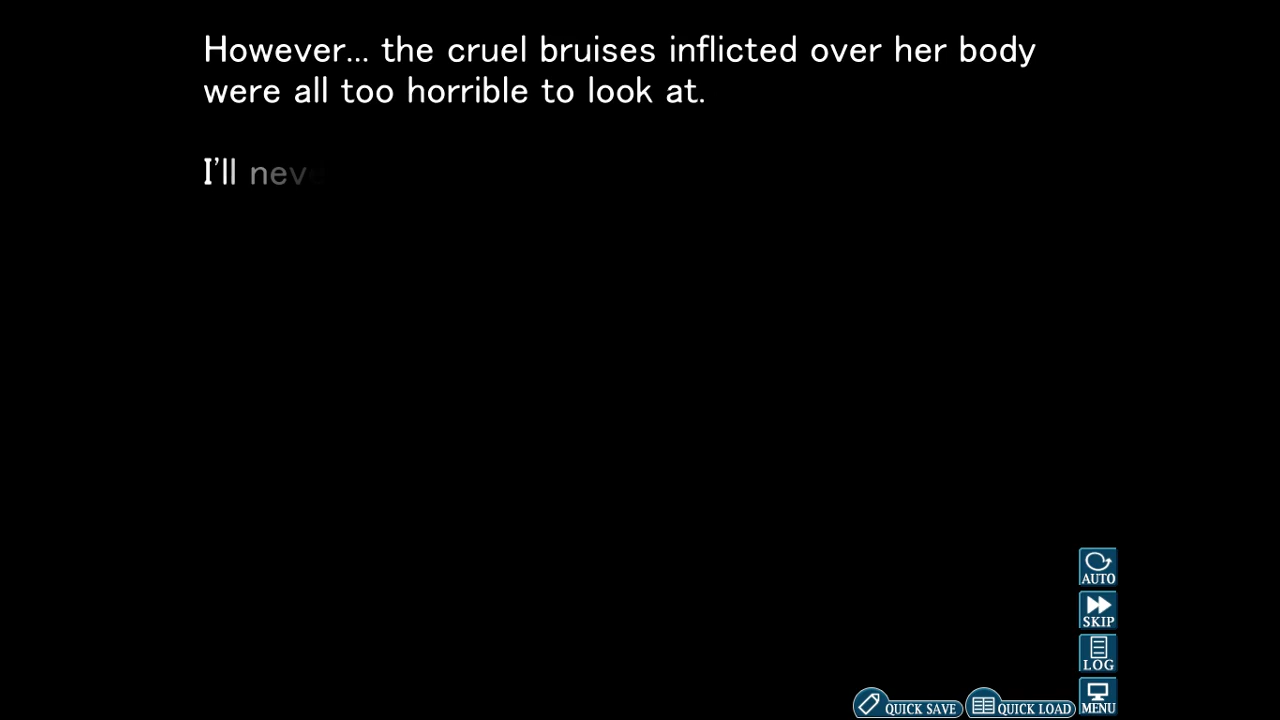 However... the cruel bruises inflicted over her body
were all too horrible to look at.
I'll neve
AUTO
SKIP
LOG
QUICK SAVE
QUICK LOAD
MENU